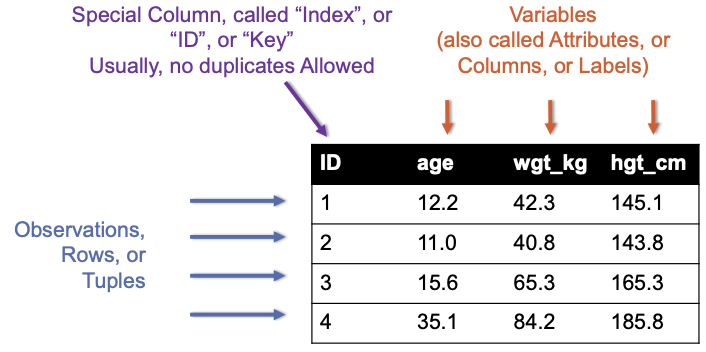 Special Column, called “Index”, or
“ID”, or “Key”
Usually, no duplicates Allowed
Variables
(also called Attributes, or
Columns, or Labels)
ID age wgt_kg hgt_cm
1 12.2 42.3 145.1
2 11.0 40.8 143.8
3 15.6 65.3 165.3
4 35.1 84.2 185.8
Observations,
Rows, or
Tuples